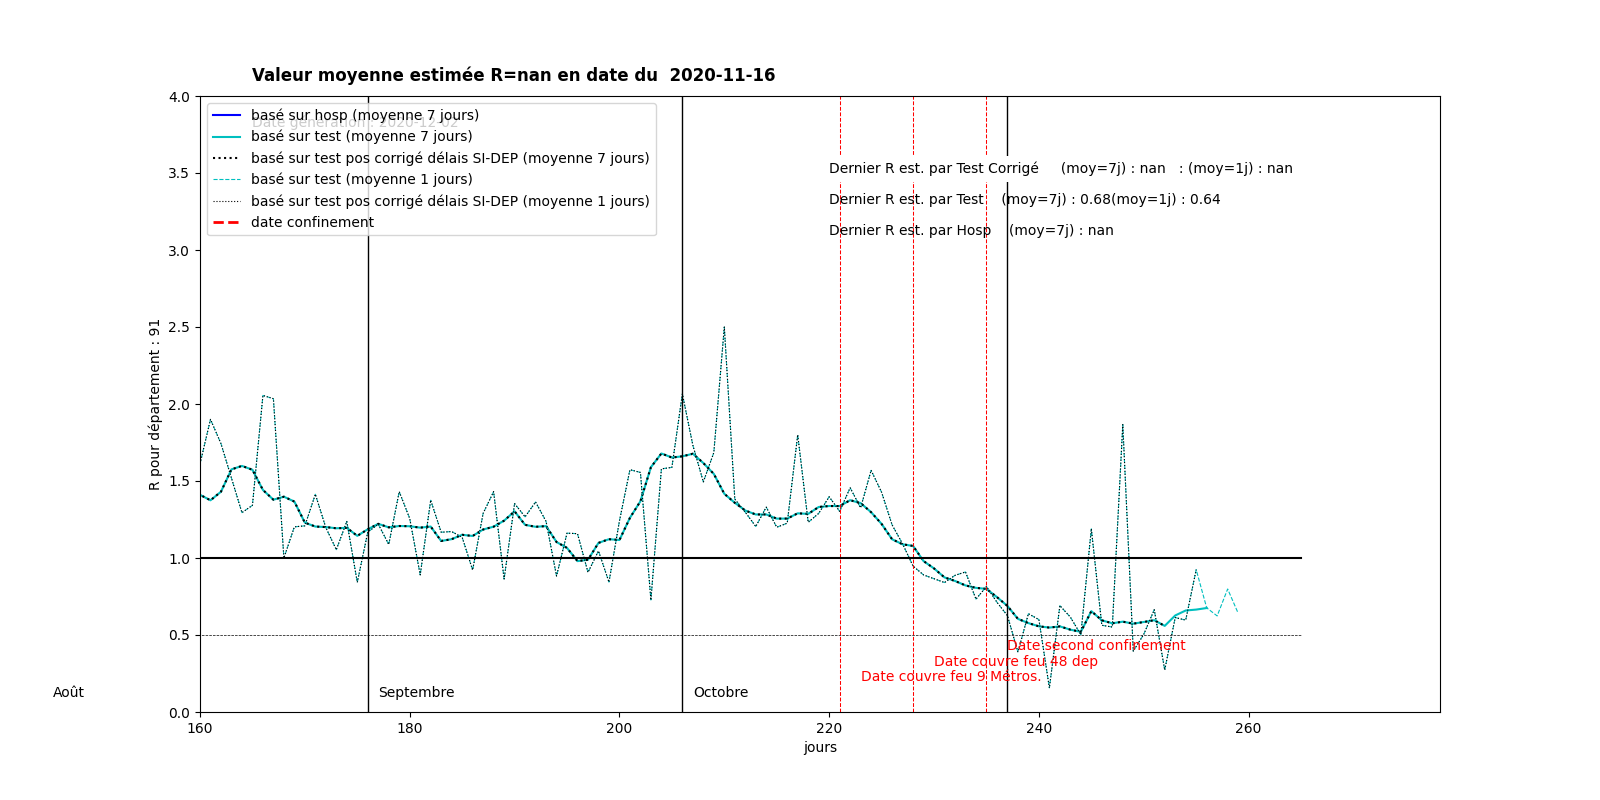 Valeur moyenne estimée R=nan en date du  2020-11-16
Date génération : 2020-12-02
basé sur hosp (moyenne 7 jours)
basé sur test (moyenne 7 jours)
basé sur test pos corrigé délais SI-DEP (moyenne 7 jours)
basé sur test (moyenne 1 jours)
basé sur test pos corrigé délais SI-DEP (moyenne 1 jours)
date confinement
Dernier R est. par Test Corrigé     (moy=7j) : nan   : (moy=1j) : nan
Dernier R est. par Test    (moy=7j) : 0.68(moy=1j) : 0.64
Dernier R est. par Hosp    (moy=7j) : nan
4.0
3.5
3.0
2.5
2.0
1.5
1.0
0.5
0.0
R pour département : 91
Date second confinement
Date couvre feu 48 dep
Date couvre feu 9 Métros.
Août
Septembre
Octobre
160 180 200 220 240 260
jours